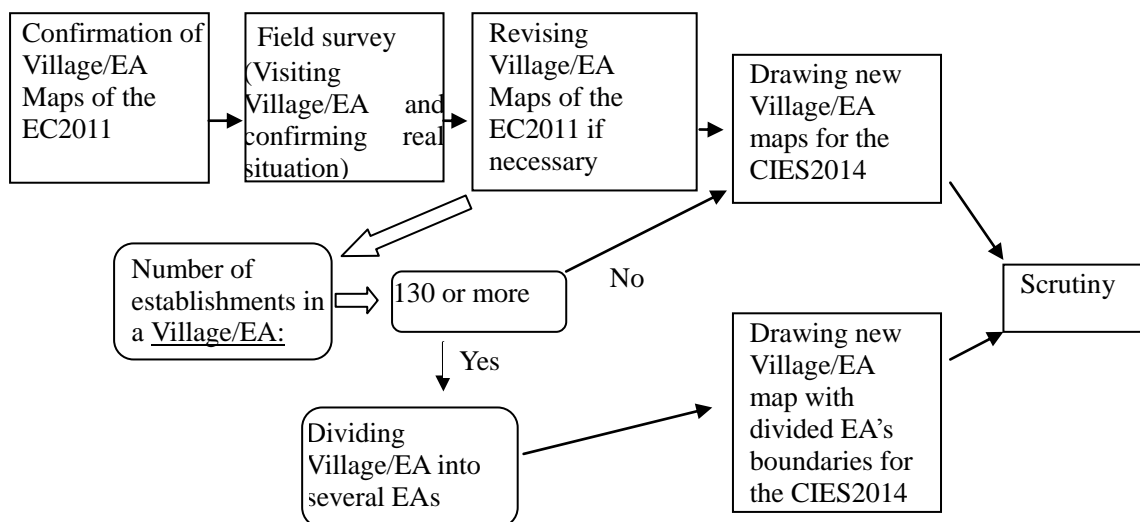 Confirmation of
Village/EA
Maps of the
EC2011
Field survey
(Visiting
Village/EA and
confirming real
situation)
Revising
Village/EA
Maps of the
EC2011 if
necessary
Drawing new
Village/EA
maps for the
CIES2014
Number of
establishments in
a Village/EA:
130 or more
No
Yes
Scrutiny
Dividing
Village/EA into
several EAs
Drawing new
Village/EA
map with
divided EA's
boundaries for
the CIES2014